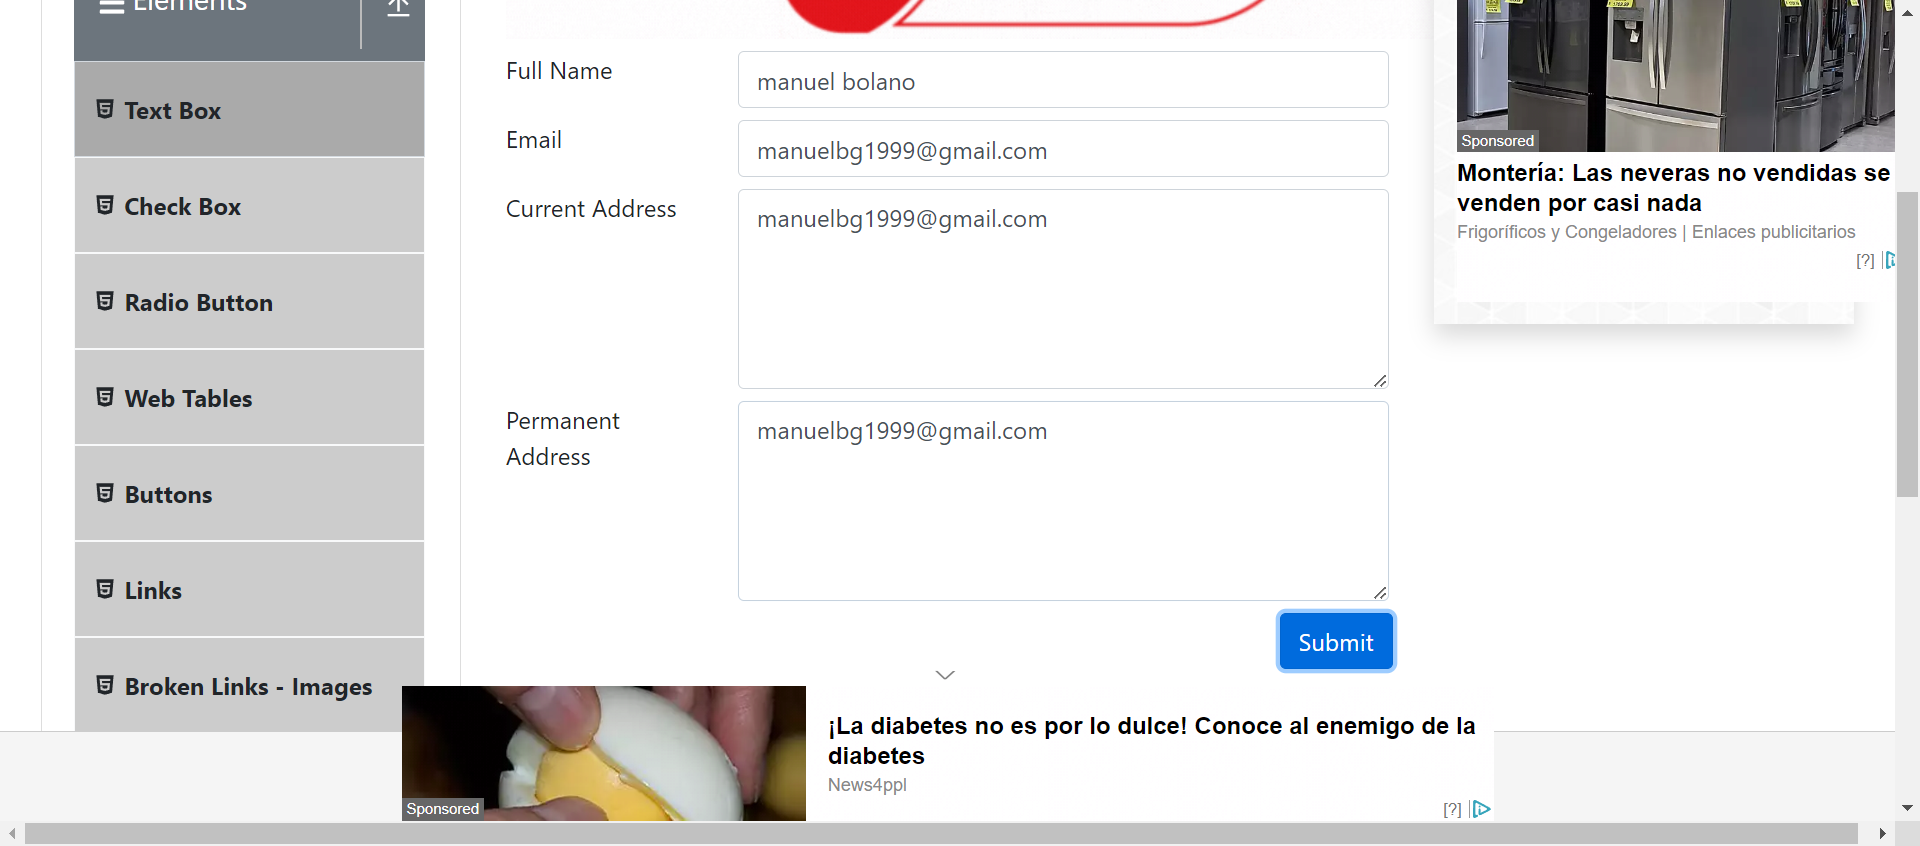 Elements
Text Box
Check Box
Radio Button
Web Tables
Buttons
Links
Broken Links - Images
Full Name
manuel bolano
Email
manuelbg1999@gmail.com
Current Address
manuelbg1999@gmail.com
Permanent
Address
manuelbg1999@gmail.com
Submit
Sponsored
Montería: Las neveras no vendidas se
venden por casi nada
Frigoríficos y Congeladores | Enlaces publicitarios
[?]
Sponsored
¡La diabetes no es por lo dulce! Conoce al enemigo de la
diabetes
News4ppl
[?]